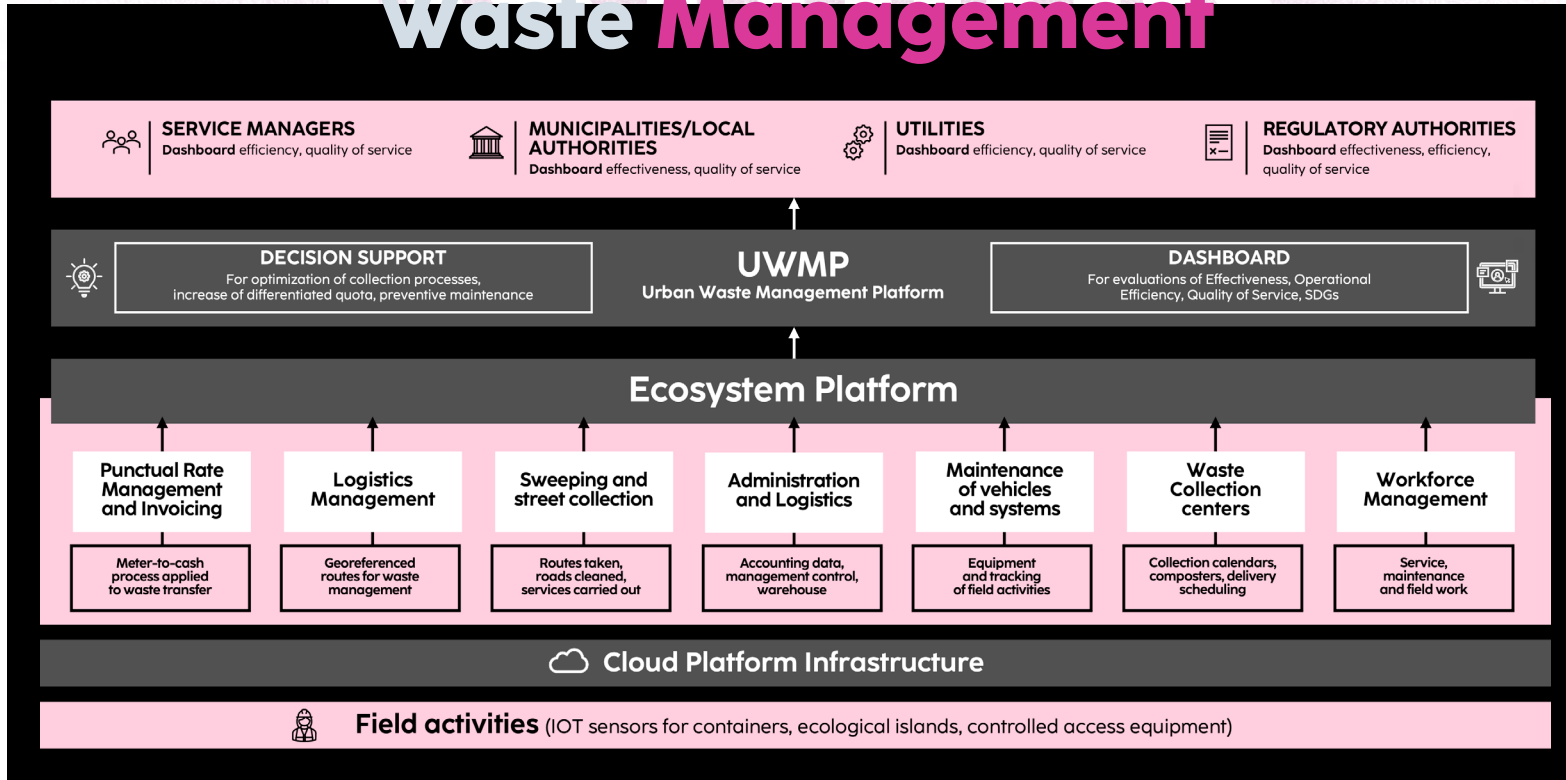 Waste Management
SERVICE MANAGERS
Dashboard efficiency, quality of service
MUNICIPALITIES/LOCAL
AUTHORITIES
Dashboard effectiveness, quality of service
UTILITIES
Dashboard efficiency, quality of service
REGULATORY AUTHORITIES
Dashboard effectiveness, efficiency,
quality of service
DECISION SUPPORT
For optimization of collection processes,
increase of differentiated quota, preventive maintenance
UWMP
Urban Waste Management Platform
DASHBOARD
For evaluations of Effectiveness, Operational
Efficiency, Quality of Service, SDGs
Ecosystem Platform
Punctual Rate
Management
and Invoicing
Meter-to-cash
process applied
to waste transfer
Logistics
Management
Georeferenced
routes for waste
management
Sweeping and
street collection
Routes taken,
roads cleaned,
services carried out
Administration
and Logistics
Accounting data,
management control,
warehouse
Maintenance
of vehicles
and systems
Equipment
and tracking
of field activities
Waste
Collection
centers
Collection calendars,
composters, delivery
scheduling
Workforce
Management
Service,
maintenance
and field work
Cloud Platform Infrastructure
Field activities (IOT sensors for containers, ecological islands, controlled access equipment)